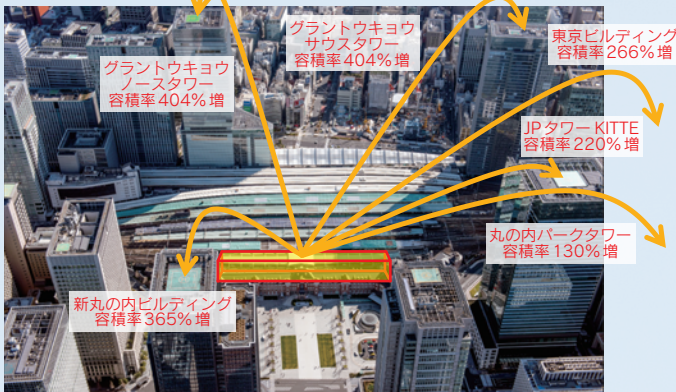 グラントウキョウ
ノースタワー
容積率404%増
グラントウキョウ
サウスタワー
容積率404%増
東京ビルディング
容積率266%増
JPタワーKITTE
容積率220%増
丸の内パークタワー
容積率130%増
新丸の内ビルディング
容積率365%増